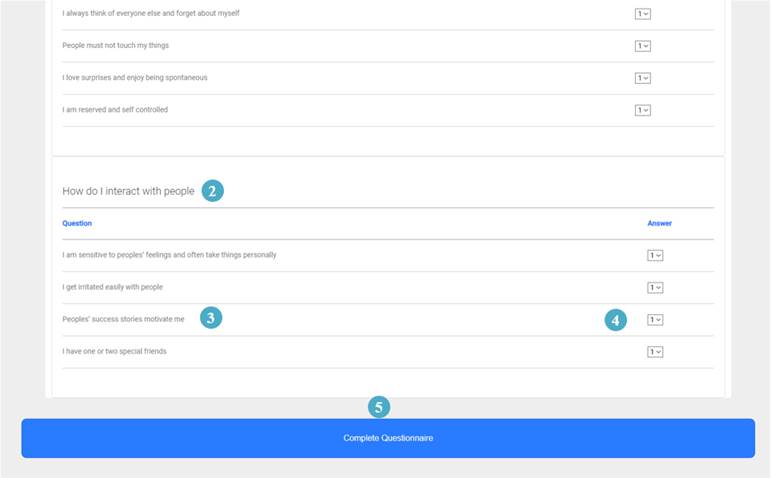 I always think of everyone else and forget about myself 1
People must not touch my things 1
I love surprises and enjoy being spontaneous 1
I am reserved and self controlled 1
How do I interact with people 2
Question Answer
I am sensitive to peoples' feelings and often take things personally 1
I get irritated easily with people 1
Peoples' success stories motivate me 3 4 1
I have one or two special friends 1
5
Complete Questionnaire